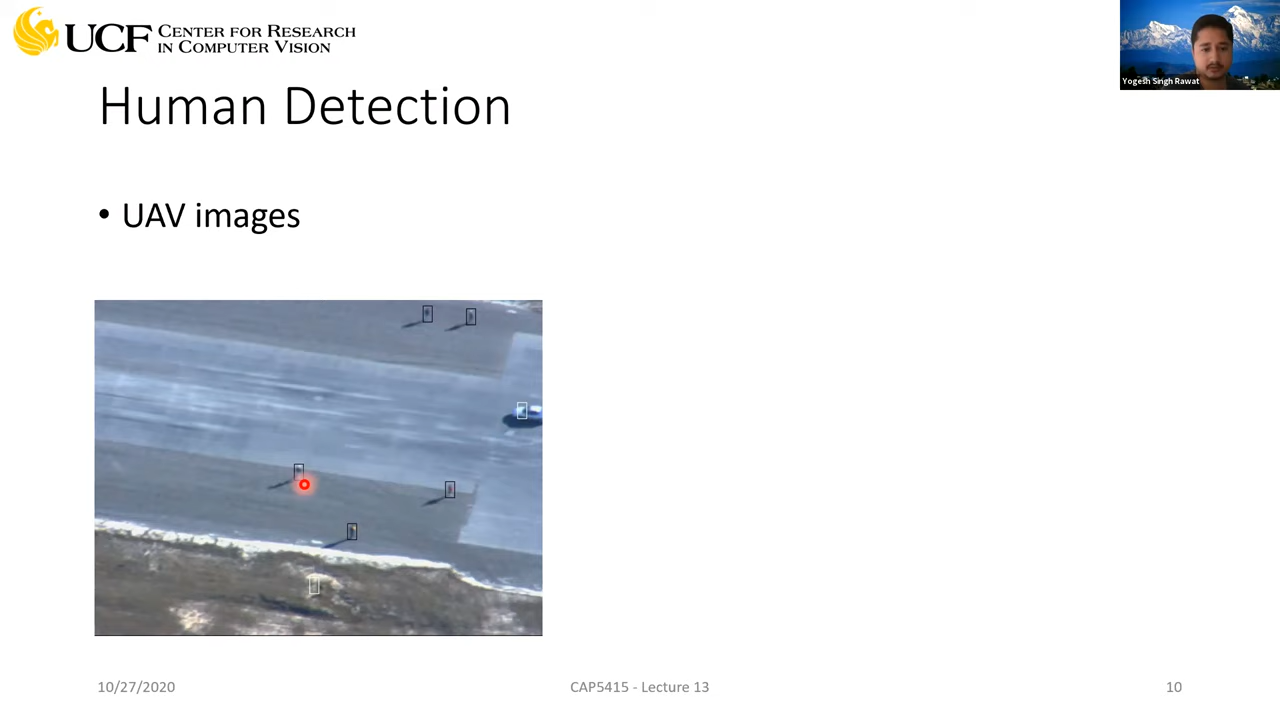 UCF CENTER FOR RESEARCH
IN COMPUTER VISION
Yogesh Singh Rawat
Human Detection
• UAV images
10/27/2020
CAP5415 - Lecture 13
10